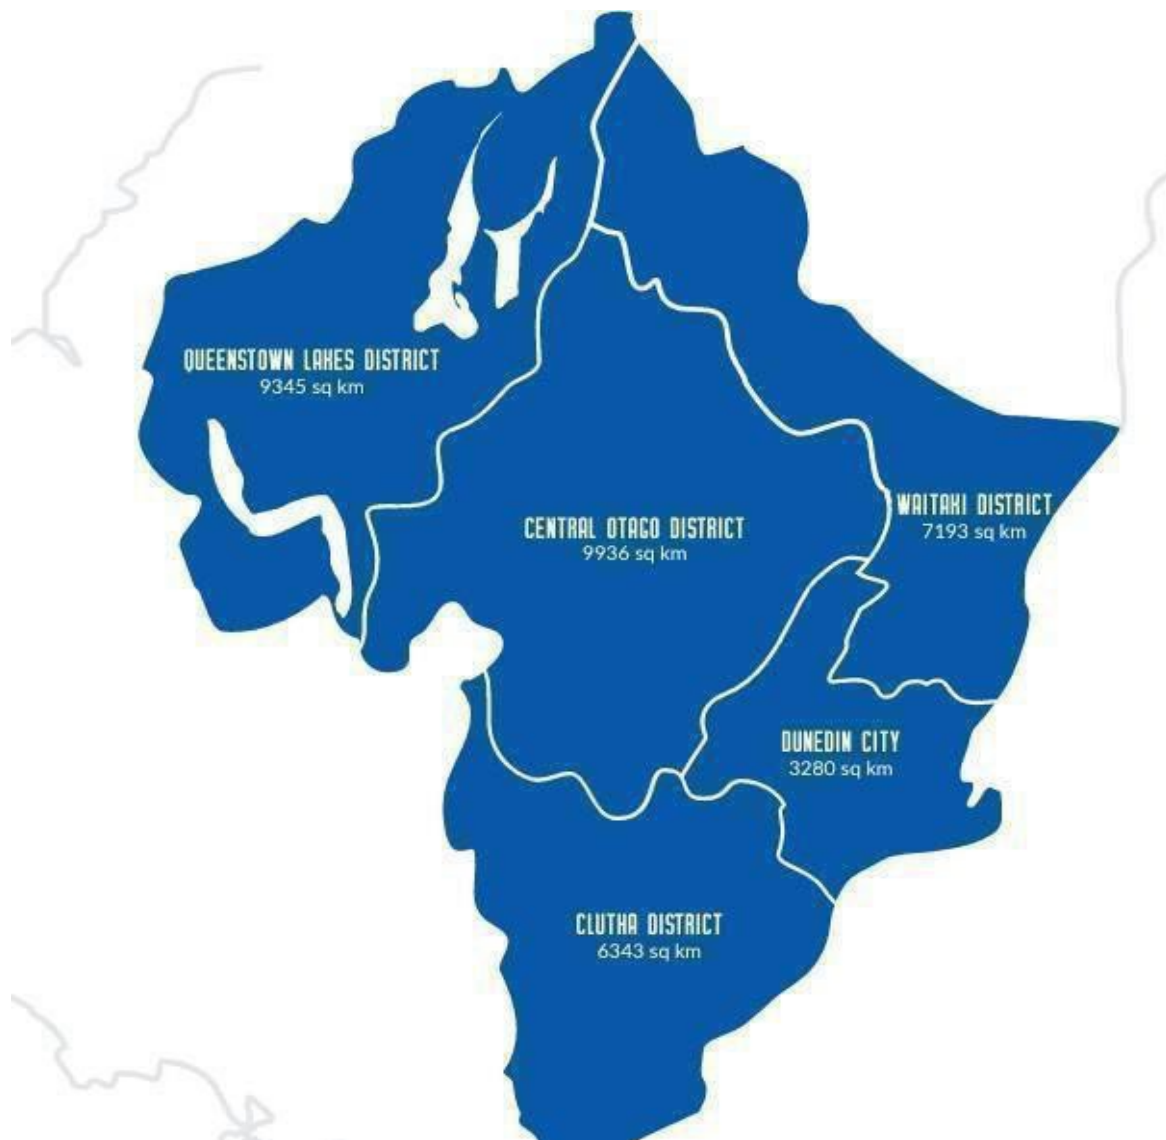 QUEENSTOWN LAKES DISTRICT
9345 sq km
WAITAKI DISTRICT
7193 sq km
CENTRAL OTAGO DISTRICT
9936 sq km
DUNEDIN CITY
3280 sq km
CLUTHA DISTRICT
6343 sq km